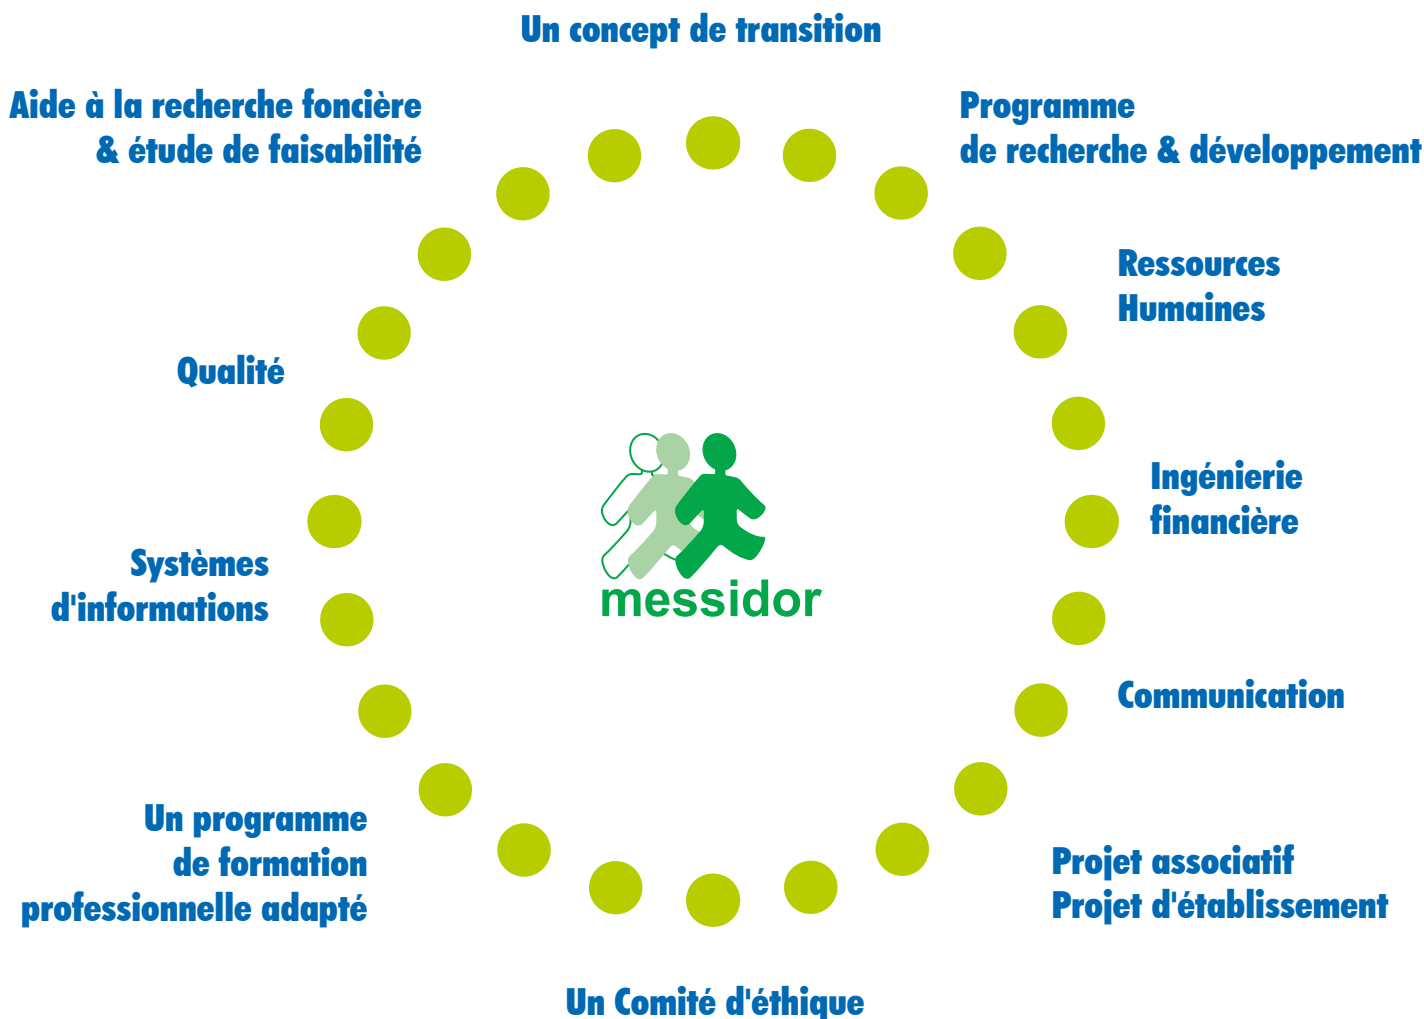 Un concept de transition
Aide à la recherche foncière
& étude de faisabilité
Programme
de recherche & développement
Ressources
Humaines
Qualité
Ingénierie
financière
Systèmes
d'informations
messidor
Communication
Un programme
de formation
professionnelle adapté
Projet associatif
Projet d'établissement
Un Comité d'éthique